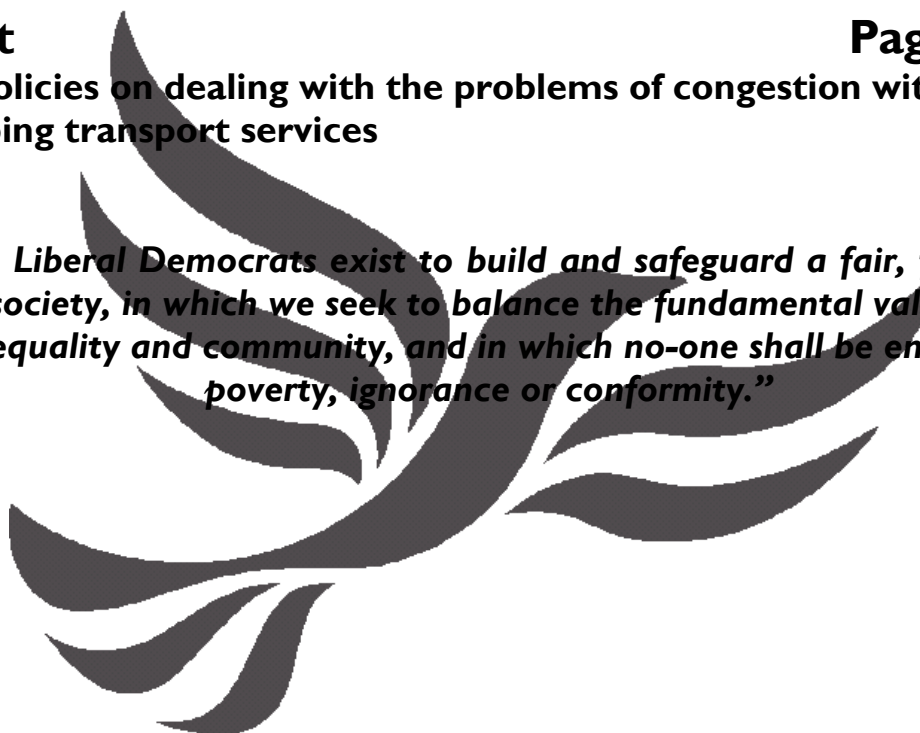 t Pag
olicies on dealing with the problems of congestion wit
ping transport services
Liberal Democrats exist to build and safeguard a fair,
society, in which we seek to balance the fundamental val
equality and community, and in which no-one shall be en
poverty, ignorance or conformity.”